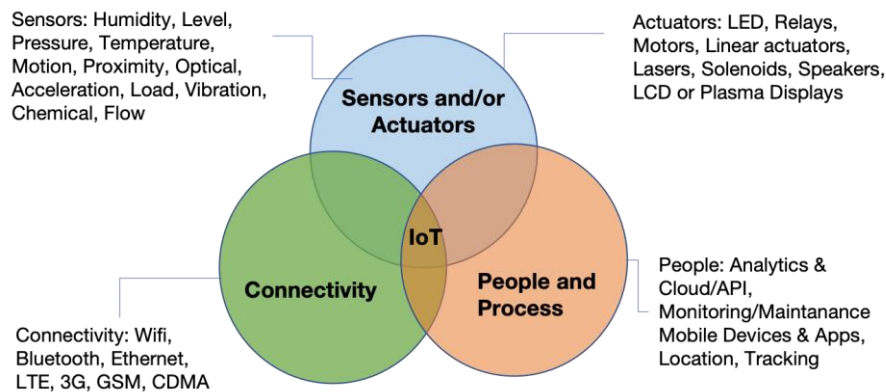 Sensors: Humidity, Level,
Pressure, Temperature,
Motion, Proximity, Optical,
Acceleration, Load, Vibration,
Chemical, Flow
Actuators: LED, Relays,
Motors, Linear actuators,
Lasers, Solenoids, Speakers,
LCD or Plasma Displays
Sensors and/or
Actuators
IoT
Connectivity
People and
Process
People: Analytics &
Cloud/API,
Monitoring/Maintanance
Mobile Devices & Apps,
Location, Tracking
Connectivity: Wifi,
Bluetooth, Ethernet,
LTE, 3G, GSM, CDMA